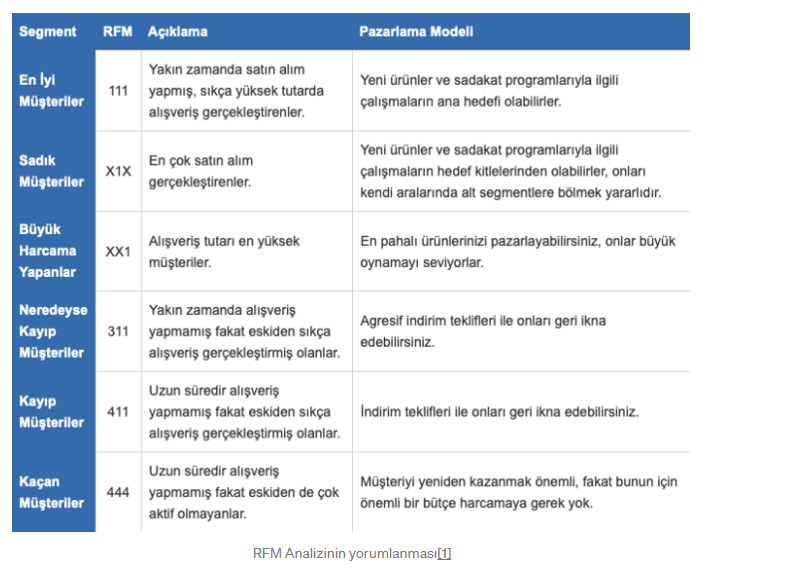 Segment RFM Açıklama Pazarlama Modeli
En İyi
Müşteriler
111
Yakın zamanda satın alım
yapmış, sıkça yüksek tutarda
alışveriş gerçekleştirenler.
Yeni ürünler ve sadakat programlarıyla ilgili
çalışmaların ana hedefi olabilirler.
Sadık
Müşteriler
X1X
En çok satın alım
gerçekleştirenler.
Yeni ürünler ve sadakat programlarıyla ilgili
çalışmaların hedef kitlelerinden olabilirler, onları
kendi aralarında alt segmentlere bölmek yararlıdır.
Büyük
Harcama
Yapanlar
XX1
Alışveriş tutarı en yüksek
müşteriler.
En pahalı ürünlerinizi pazarlayabilirsiniz, onlar büyük
oynamayı seviyorlar.
Neredeyse
Kayıp
Müşteriler
311
Yakın zamanda alışveriş
yapmamış fakat eskiden sıkça
alışveriş gerçekleştirmiş olanlar.
Agresif indirim teklifleri ile onları geri ikna
edebilirsiniz.
Kayıp
Müşteriler
411
Uzun süredir alışveriş
yapmamış fakat eskiden sıkça
alışveriş gerçekleştirmiş olanlar.
İndirim teklifleri ile onları geri ikna edebilirsiniz.
Kaçan
Müşteriler
444
Uzun süredir alışveriş
yapmamış fakat eskiden de çok
aktif olmayanlar.
Müşteriyi yeniden kazanmak önemli, fakat bunun için
önemli bir bütçe harcamaya gerek yok.
RFM Analizinin yorumlanması[1]